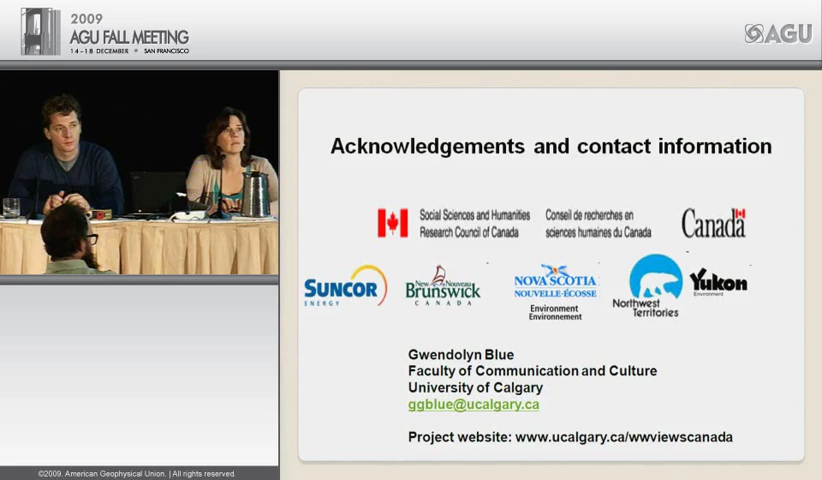 2009
AGU FALL MEETING
14-18 DECEMBER • SAN FRANCISCO
AGU
Acknowledgements and contact information
Social Sciences and Humanities
Research Council of Canada
Conseil de recherches en
sciences humaines du Canada
Canada
SUNCOR
ENERGY
New Nouveau
Brunswick
CANADA
NOVA SCOTIA
NOUVELLE-ÉCOSSE
Environment
Environnement
Northwest
Territories
Yukon
Environment
Gwendolyn Blue
Faculty of Communication and Culture
University of Calgary
ggblue@ucalgary.ca
Project website: www.ucalgary.ca/wwviewscanada
©2009. American Geophysical Union. | All rights reserved.